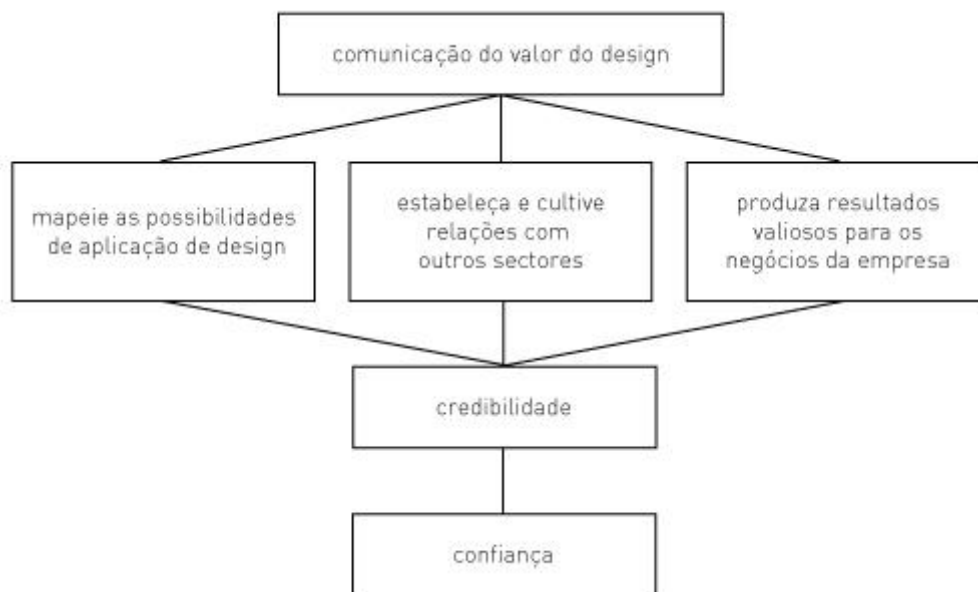 comunicação do valor do design
mapeie as possibilidades
de aplicação de design
estabeleça e cultive
relações com
outros sectores
produza resultados
valiosos para os
negócios da empresa
credibilidade
confiança